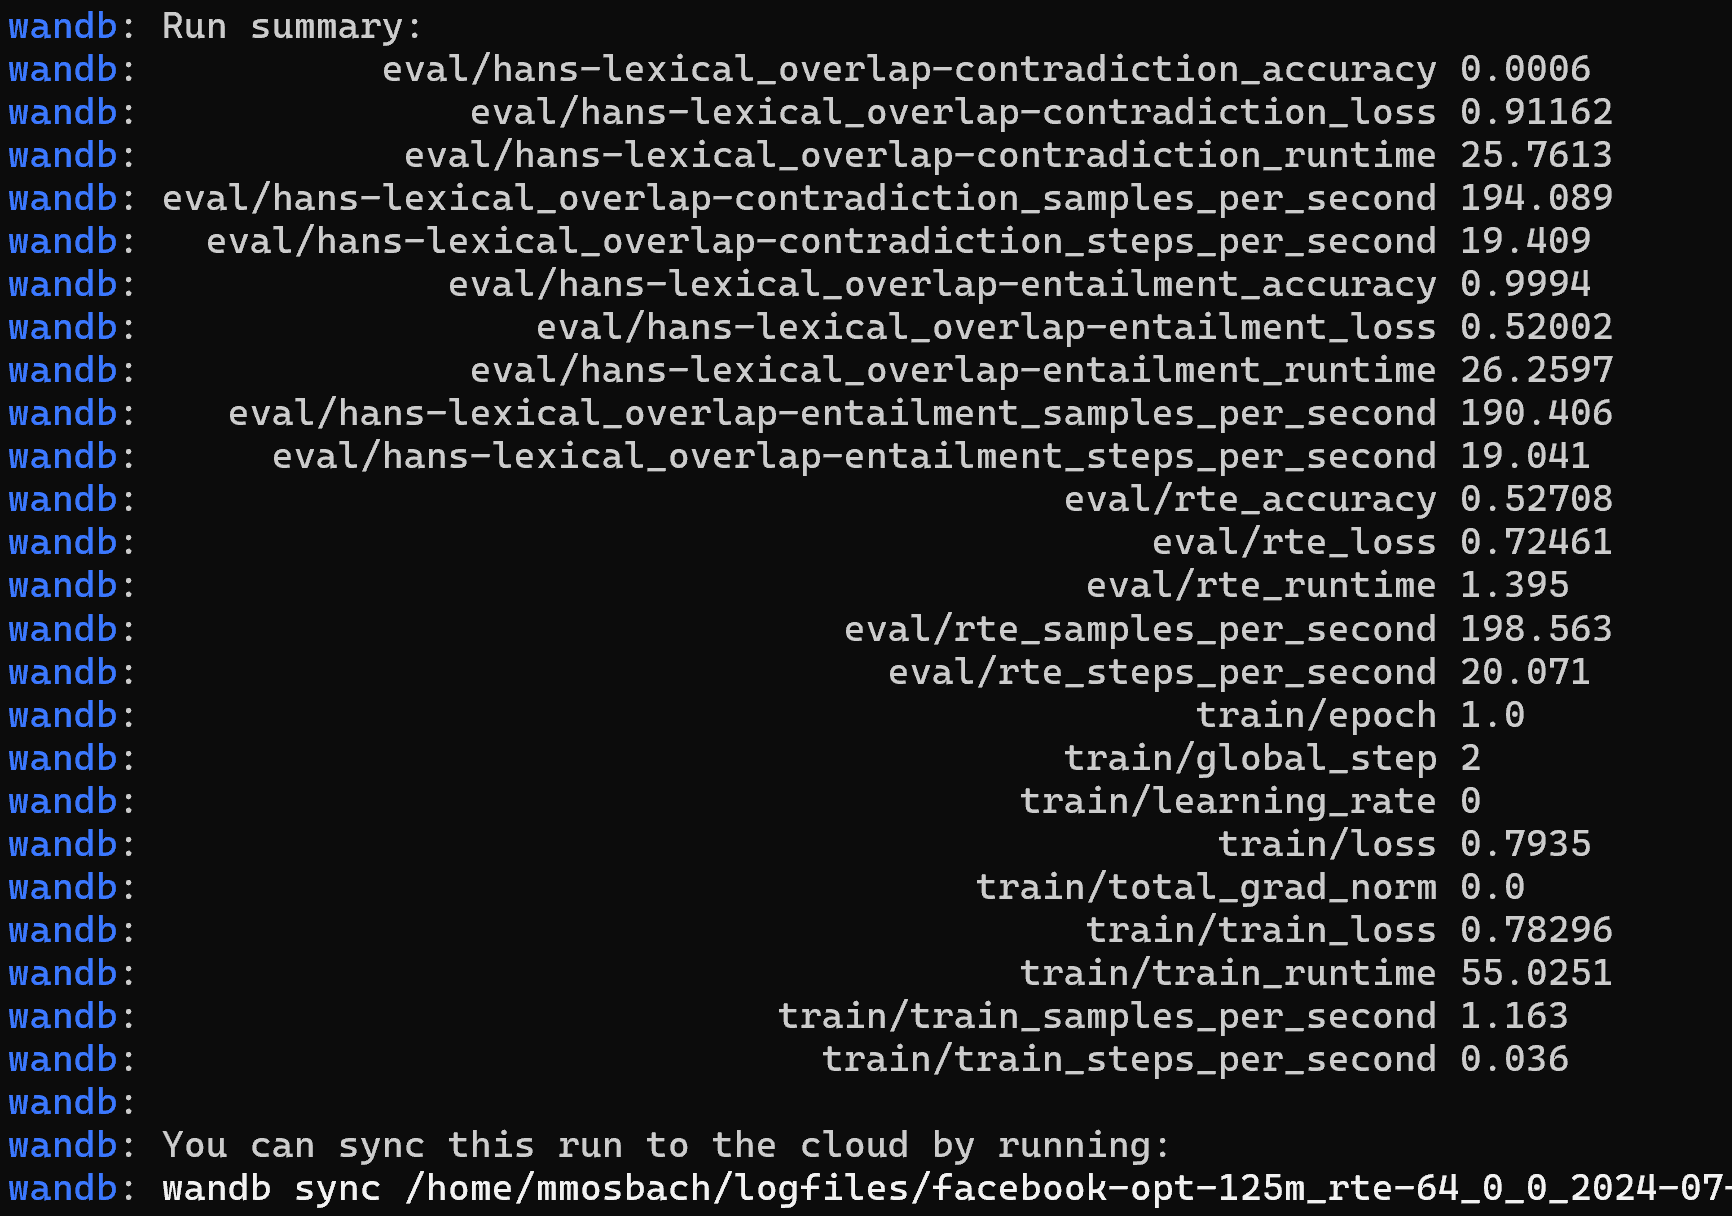 wandb: Run summary:
wandb: eval/hans-lexical_overlap-contradiction_accuracy 0.0006
wandb: eval/hans-lexical_overlap-contradiction_loss 0.91162
wandb: eval/hans-lexical_overlap-contradiction_runtime 25.7613
wandb: eval/hans-lexical_overlap-contradiction_samples_per_second 194.089
wandb: eval/hans-lexical_overlap-contradiction_steps_per_second 19.409
wandb: eval/hans-lexical_overlap-entailment_accuracy 0.9994
wandb: eval/hans-lexical_overlap-entailment_loss 0.52002
wandb: eval/hans-lexical_overlap-entailment_runtime 26.2597
wandb: eval/hans-lexical_overlap-entailment_samples_per_second 190.406
wandb: eval/hans-lexical_overlap-entailment_steps_per_second 19.041
wandb: eval/rte_accuracy 0.52708
wandb: eval/rte_loss 0.72461
wandb: eval/rte_runtime 1.395
wandb: eval/rte_samples_per_second 198.563
wandb: eval/rte_steps_per_second 20.071
wandb: train/epoch 1.0
wandb: train/global_step 2
wandb: train/learning_rate 0
wandb: train/loss 0.7935
wandb: train/total_grad_norm 0.0
wandb: train/train_loss 0.78296
wandb: train/train_runtime 55.0251
wandb: train/train_samples_per_second 1.163
wandb: train/train_steps_per_second 0.036
wandb:
wandb: You can sync this run to the cloud by running:
wandb: wandb sync /home/mmosbach/logfiles/facebook-opt-125m_rte-64_0_0_2024-07-